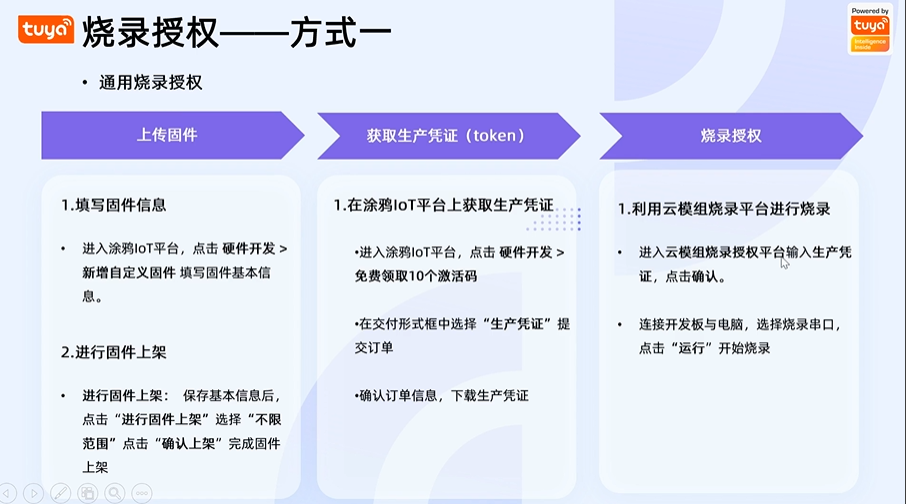 tuya
烧录授权——方式一
Powered by
tuya
Intelligence
Inside
• 通用烧录授权
上传固件
获取生产凭证（token）
烧录授权
1.填写固件信息
• 进入涂鸦IoT平台，点击 硬件开发 >
新增自定义固件 填写固件基本信
息。
2.进行固件上架
• 进行固件上架： 保存基本信息后，
点击“进行固件上架”选择“不限
范围”点击“确认上架”完成固件
上架
1.在涂鸦IoT平台上获取生产凭证
•进入涂鸦IoT平台，点击 硬件开发 >
免费领取10个激活码
•在交付形式框中选择“生产凭证”提
交订单
•确认订单信息，下载生产凭证
1.利用云模组烧录平台进行烧录
• 进入云模组烧录授权平台输入生产凭
证，点击确认。
• 连接开发板与电脑，选择烧录串口，
点击“运行”开始烧录